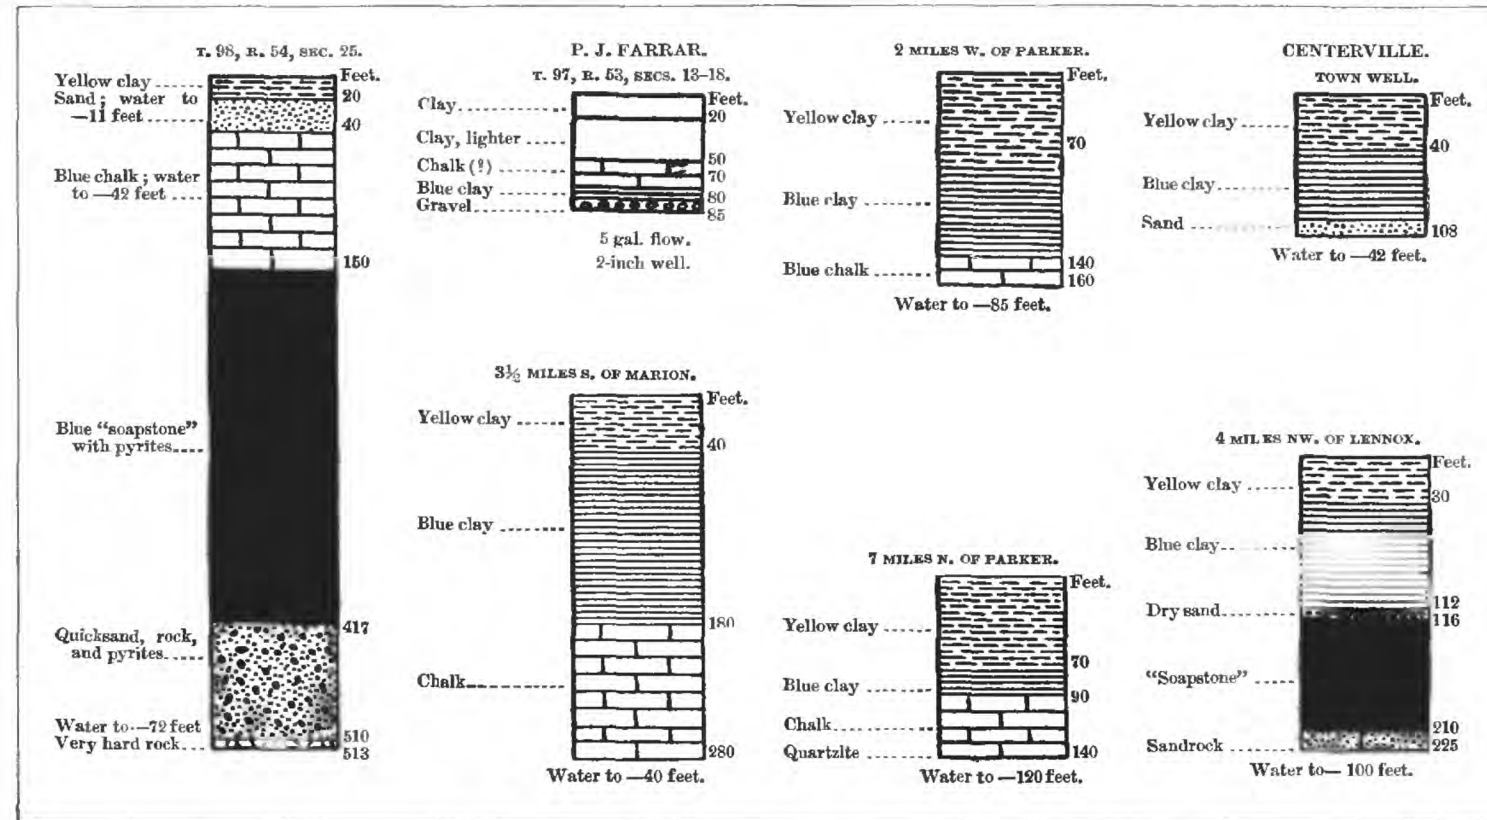 T. 98, R. 54, SEC. 25.
Feet.
Yellow clay
20
Sand; water to
—11 feet
40
Blue chalk; water
to —42 feet
150
Blue "soapstone"
with pyrites
417
Quicksand, rock,
and pyrites
Water to —72 feet
510
Very hard rock
513
P. J. FARRAR.
T. 97, R. 53, SECS. 13–18.
Feet.
Clay
20
Clay, lighter
50
Chalk (?)
70
Blue clay
80
Gravel
85
5 gal. flow.
2-inch well.
2 MILES W. OF PARKER.
Feet.
Yellow clay
70
Blue clay
140
Blue chalk
160
Water to —85 feet.
CENTERVILLE.
TOWN WELL.
Feet.
Yellow clay
40
Blue clay
Sand
108
Water to —42 feet.
3½ MILES S. OF MARION.
Feet.
Yellow clay
40
Blue clay
180
Chalk
280
Water to —40 feet.
7 MILES N. OF PARKER.
Feet.
Yellow clay
70
Blue clay
90
Chalk
Quartzite
140
Water to —120 feet.
4 MILES NW. OF LENNOX.
Feet.
Yellow clay
30
Blue clay
112
Dry sand
116
"Soapstone"
210
Sandrock
225
Water to— 100 feet.